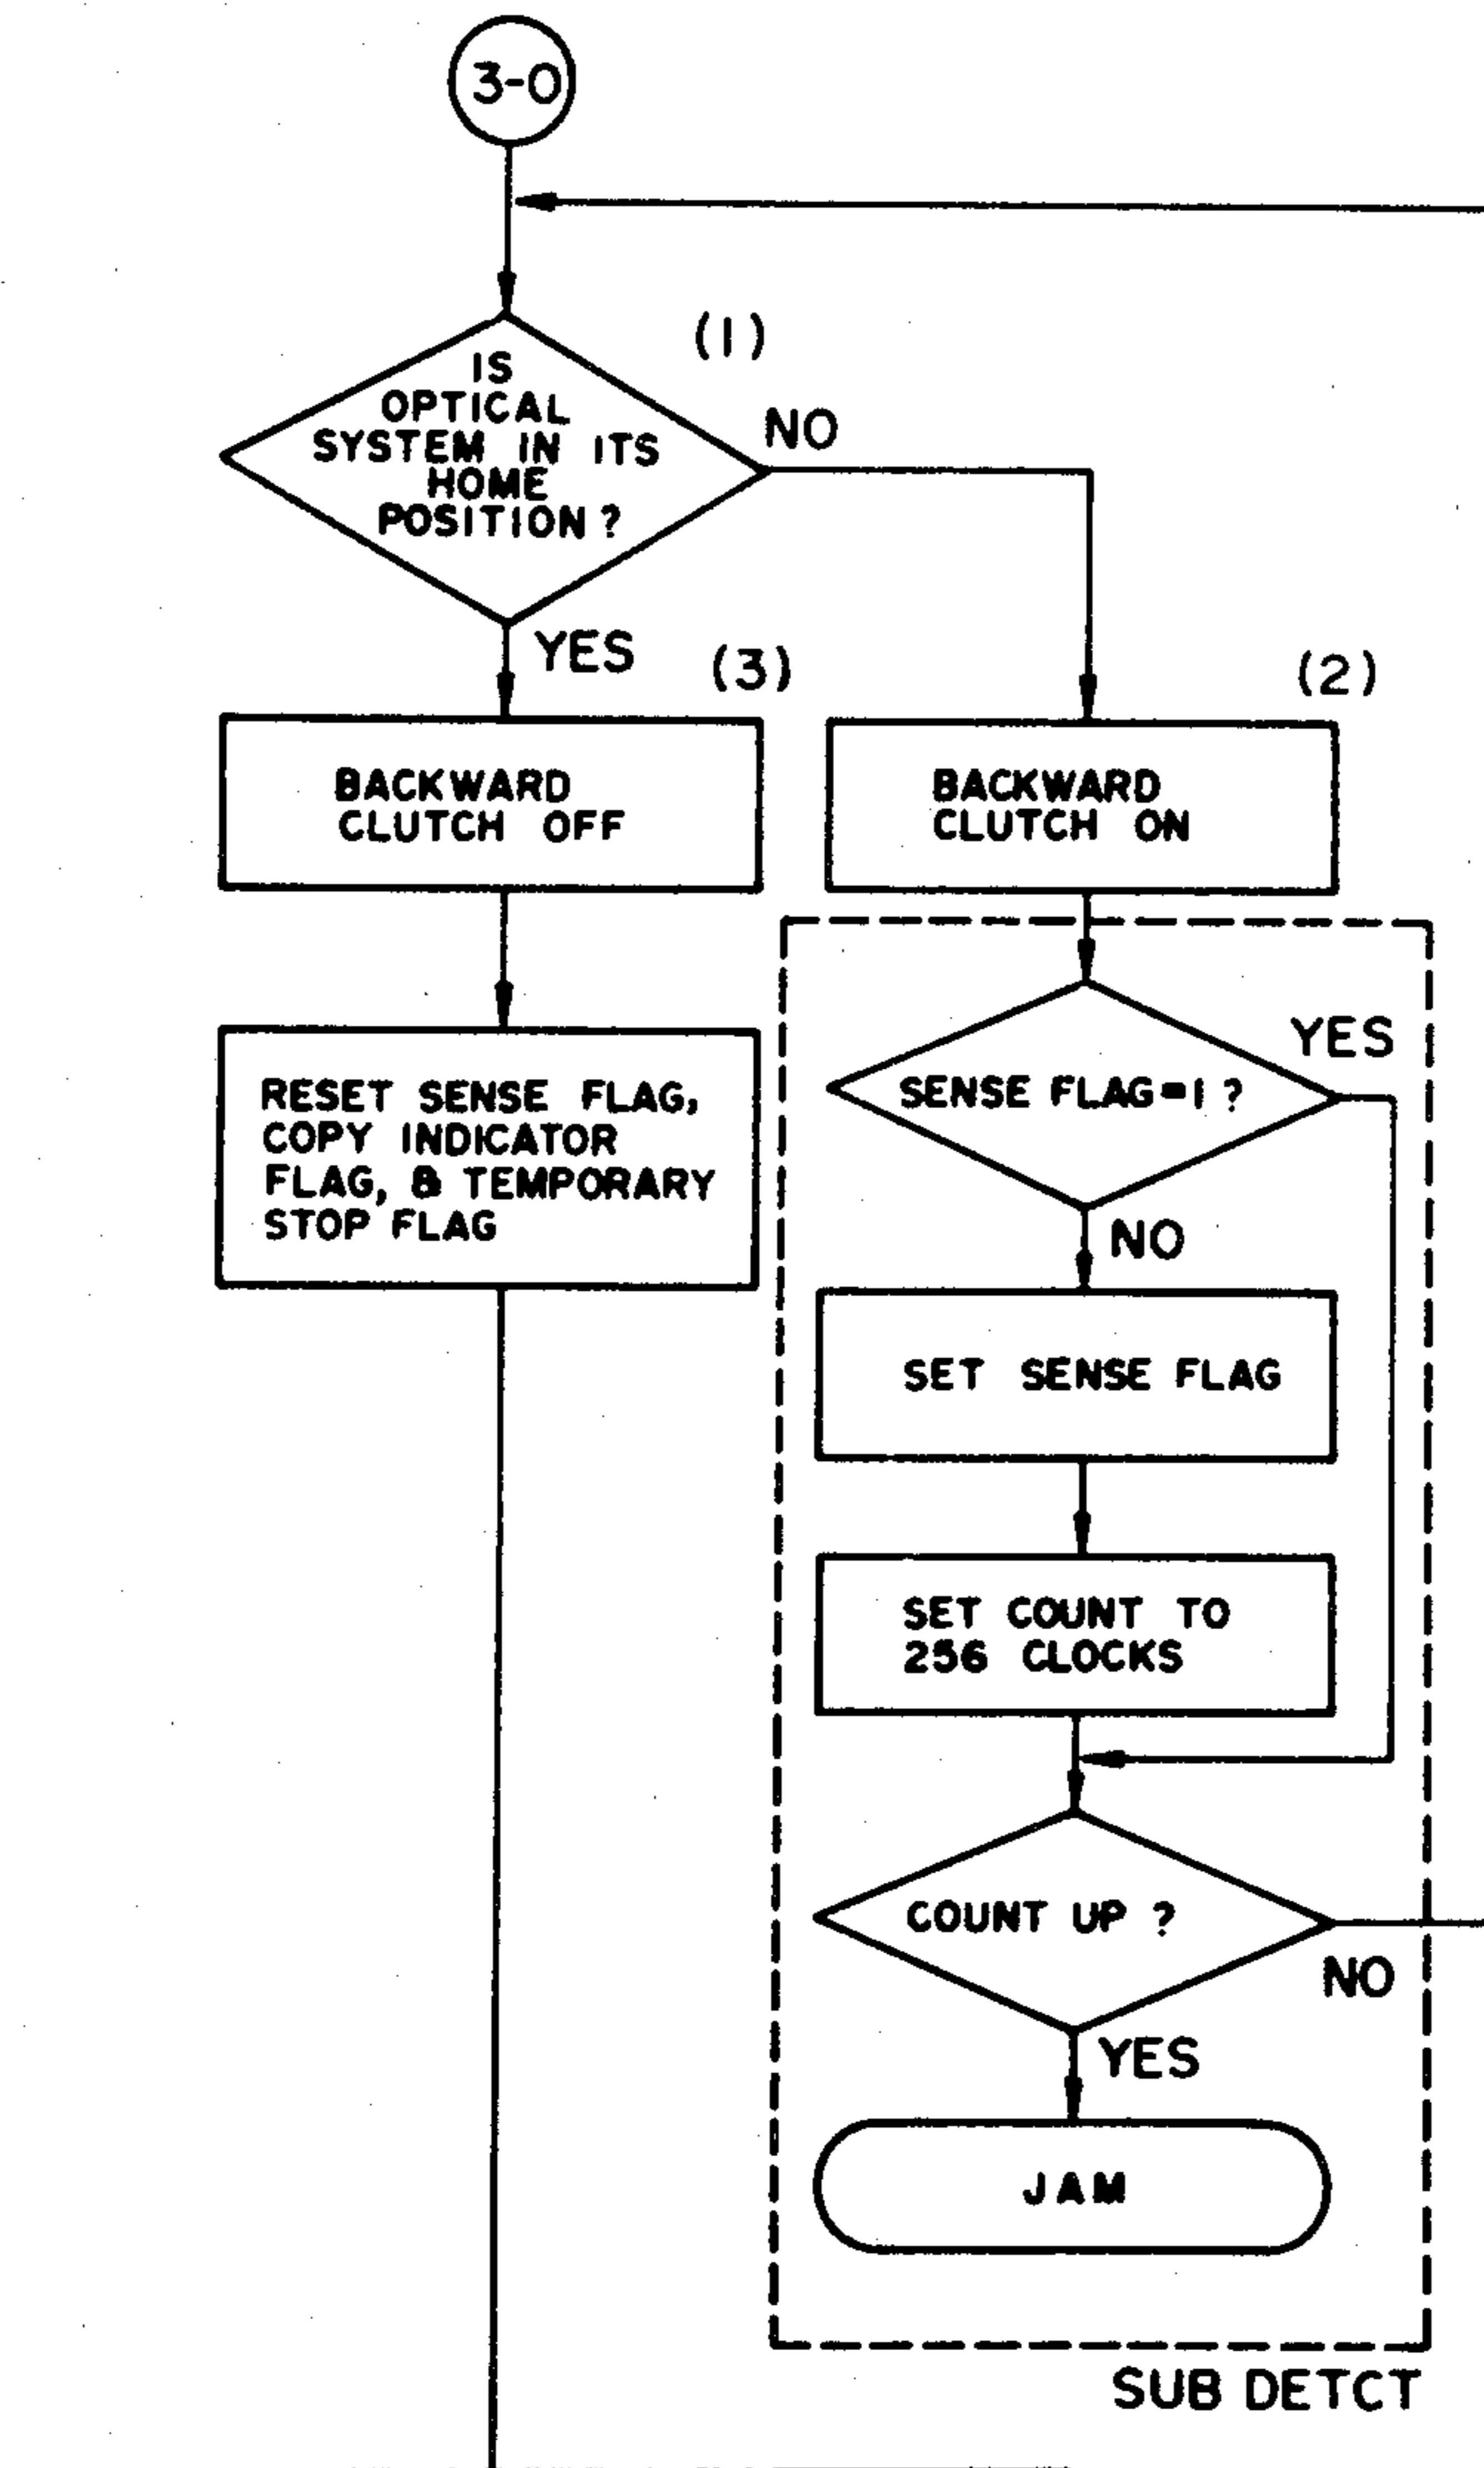 3-0
(1)
IS
OPTICAL
SYSTEM IN ITS
HOME
POSITION?
NO
YES
(3)
(2)
BACKWARD
CLUTCH OFF
BACKWARD
CLUTCH ON
RESET SENSE FLAG,
COPY INDICATOR
FLAG, & TEMPORARY
STOP FLAG
SENSE FLAG=1?
YES
NO
SET SENSE FLAG
SET COUNT TO
256 CLOCKS
COUNT UP ?
NO
YES
JAM
SUB DETCT